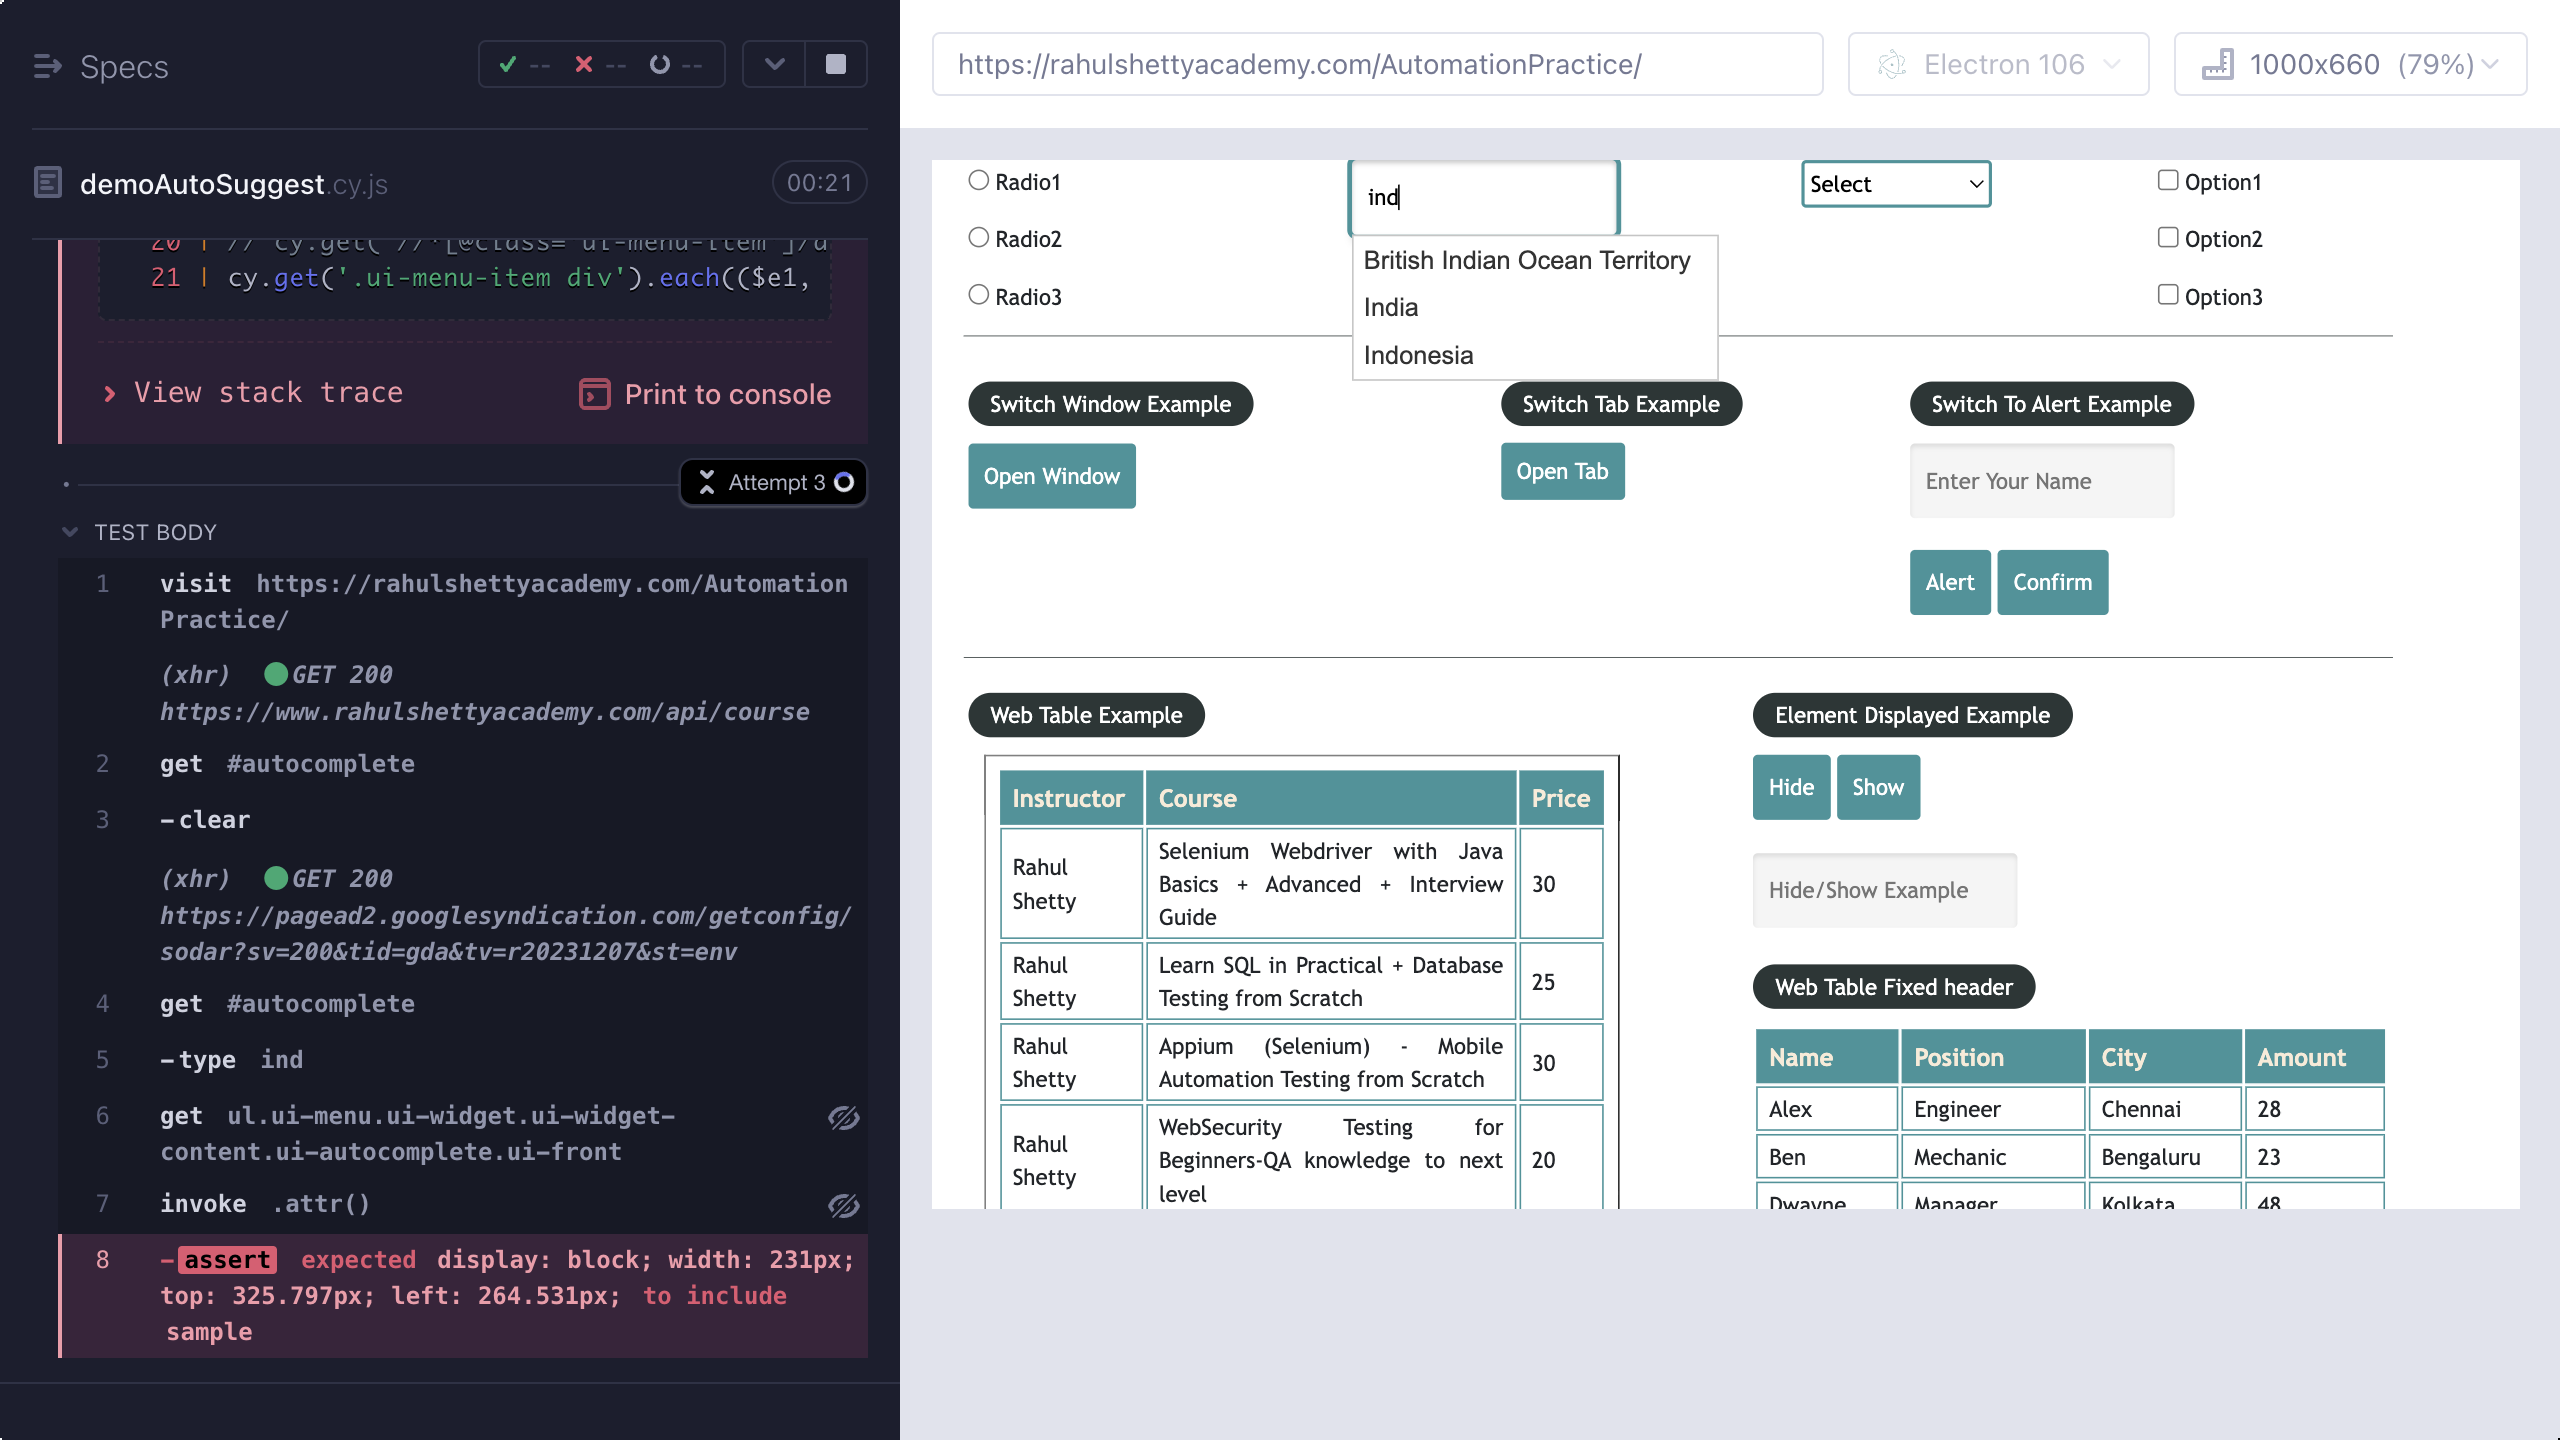 Specs
-- -- --
demoAutoSuggest.cy.js
00:21
21 | cy.get('.ui-menu-item div').each(($e1,
View stack trace
Print to console
Attempt 3
TEST BODY
1 visit https://rahulshettyacademy.com/Automation
Practice/
(xhr) GET 200
https://www.rahulshettyacademy.com/api/course
2 get #autocomplete
3 -clear
(xhr) GET 200
https://pagead2.googlesyndication.com/getconfig/
sodar?sv=200&tid=gda&tv=r20231207&st=env
4 get #autocomplete
5 -type ind
6 get ul.ui-menu.ui-widget.ui-widget-
content.ui-autocomplete.ui-front
7 invoke .attr()
8 -assert expected display: block; width: 231px;
top: 325.797px; left: 264.531px; to include
sample
https://rahulshettyacademy.com/AutomationPractice/
Electron 106
1000x660 (79%)
Radio1
Radio2
Radio3
ind
British Indian Ocean Territory
India
Indonesia
Select
Option1
Option2
Option3
Switch Window Example
Open Window
Switch Tab Example
Open Tab
Switch To Alert Example
Enter Your Name
Alert Confirm
Web Table Example
Instructor Course Price
Rahul
Shetty
Selenium Webdriver with Java
Basics + Advanced + Interview
Guide
30
Rahul
Shetty
Learn SQL in Practical + Database
Testing from Scratch
25
Rahul
Shetty
Appium (Selenium) - Mobile
Automation Testing from Scratch
30
Rahul
Shetty
WebSecurity Testing for
Beginners-QA knowledge to next
level
20
Element Displayed Example
Hide Show
Hide/Show Example
Web Table Fixed header
Name Position City Amount
Alex Engineer Chennai 28
Ben Mechanic Bengaluru 23
Dwayne Manager Kolkata 48